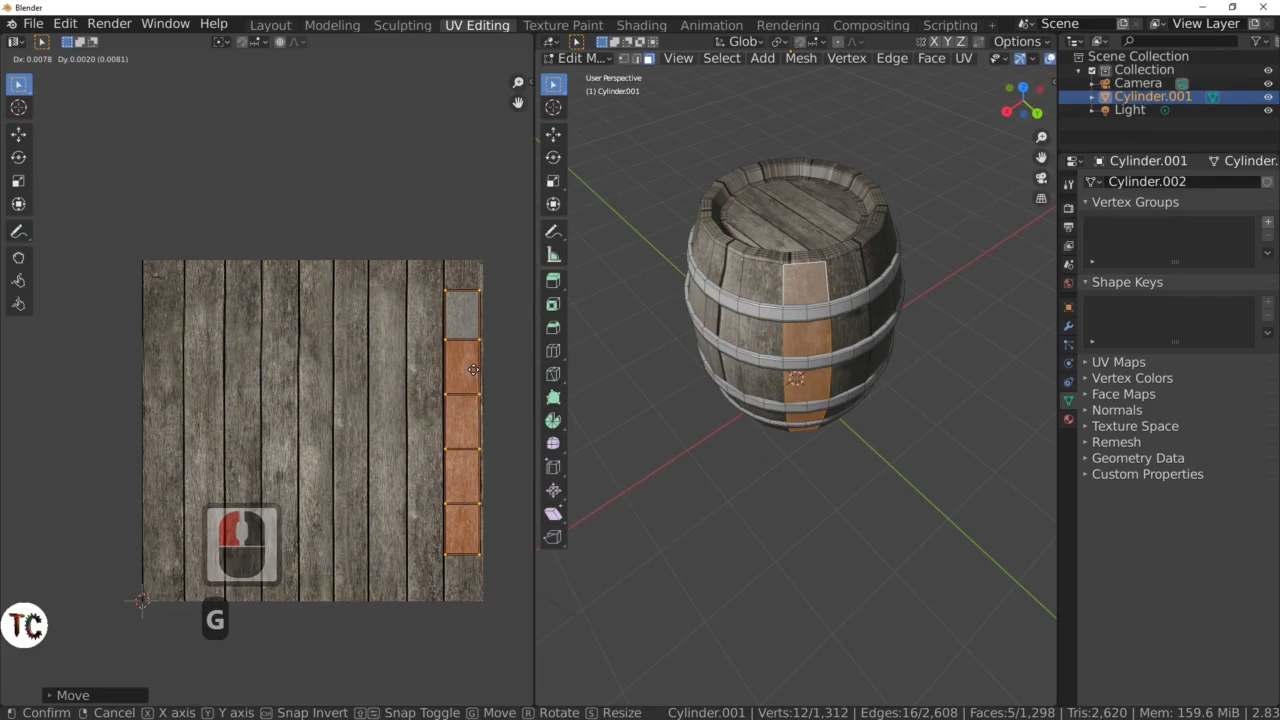 Blender
File Edit Render Window Help
Layout Modeling Sculpting UV Editing Texture Paint Shading Animation Rendering Compositing Scripting +
Scene
View Layer
Glob
X Y Z
Options
Dx: 0.0078 Dy: 0.0020 (0.0081)
Edit M...
View Select Add Mesh Vertex Edge Face UV
User Perspective
(1) Cylinder.001
Scene Collection
Collection
Camera
Cylinder.001
Light
Cylinder.001
Cylinder.
Cylinder.002
Vertex Groups
Shape Keys
UV Maps
Vertex Colors
Face Maps
Normals
Texture Space
Remesh
Geometry Data
Custom Properties
Z
X
Y
G
TC
Move
Confirm Cancel X X axis Y Y axis Snap Invert Snap Toggle G Move R Rotate S Resize
Cylinder.001 | Verts:12/1,312 | Edges:16/2,608 | Faces:5/1,298 | Tris:2,620 | Mem: 159.6 MiB | 2.83